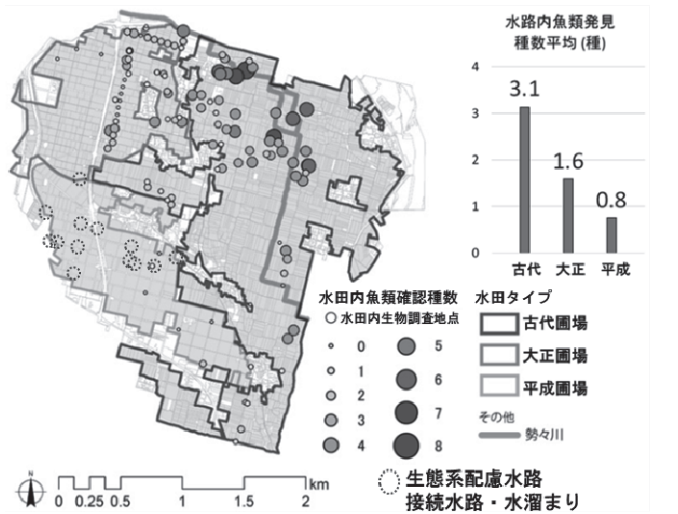 水路内魚類発見
種数平均 (種)
4
3
2
1
0
3.1
1.6
0.8
古代 大正 平成
水田内魚類確認種数
水田内生物調査地点
0
1
2
3
4
5
6
7
8
水田タイプ
古代圃場
大正圃場
平成圃場
その他
勢々川
生態系配慮水路
接続水路・水溜まり
N
km
0 0.25 0.5 1 1.5 2